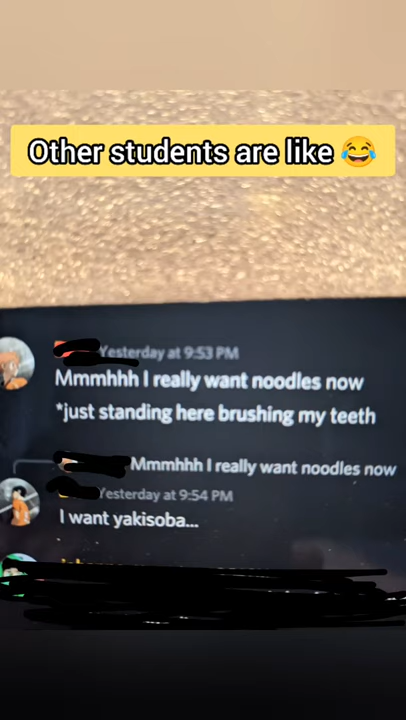 Other students are like 😂
Yesterday at 9:53 PM
Mmmhhh I really want noodles now
*just standing here brushing my teeth
Mmmhhh I really want noodles now
Yesterday at 9:54 PM
I want yakisoba...